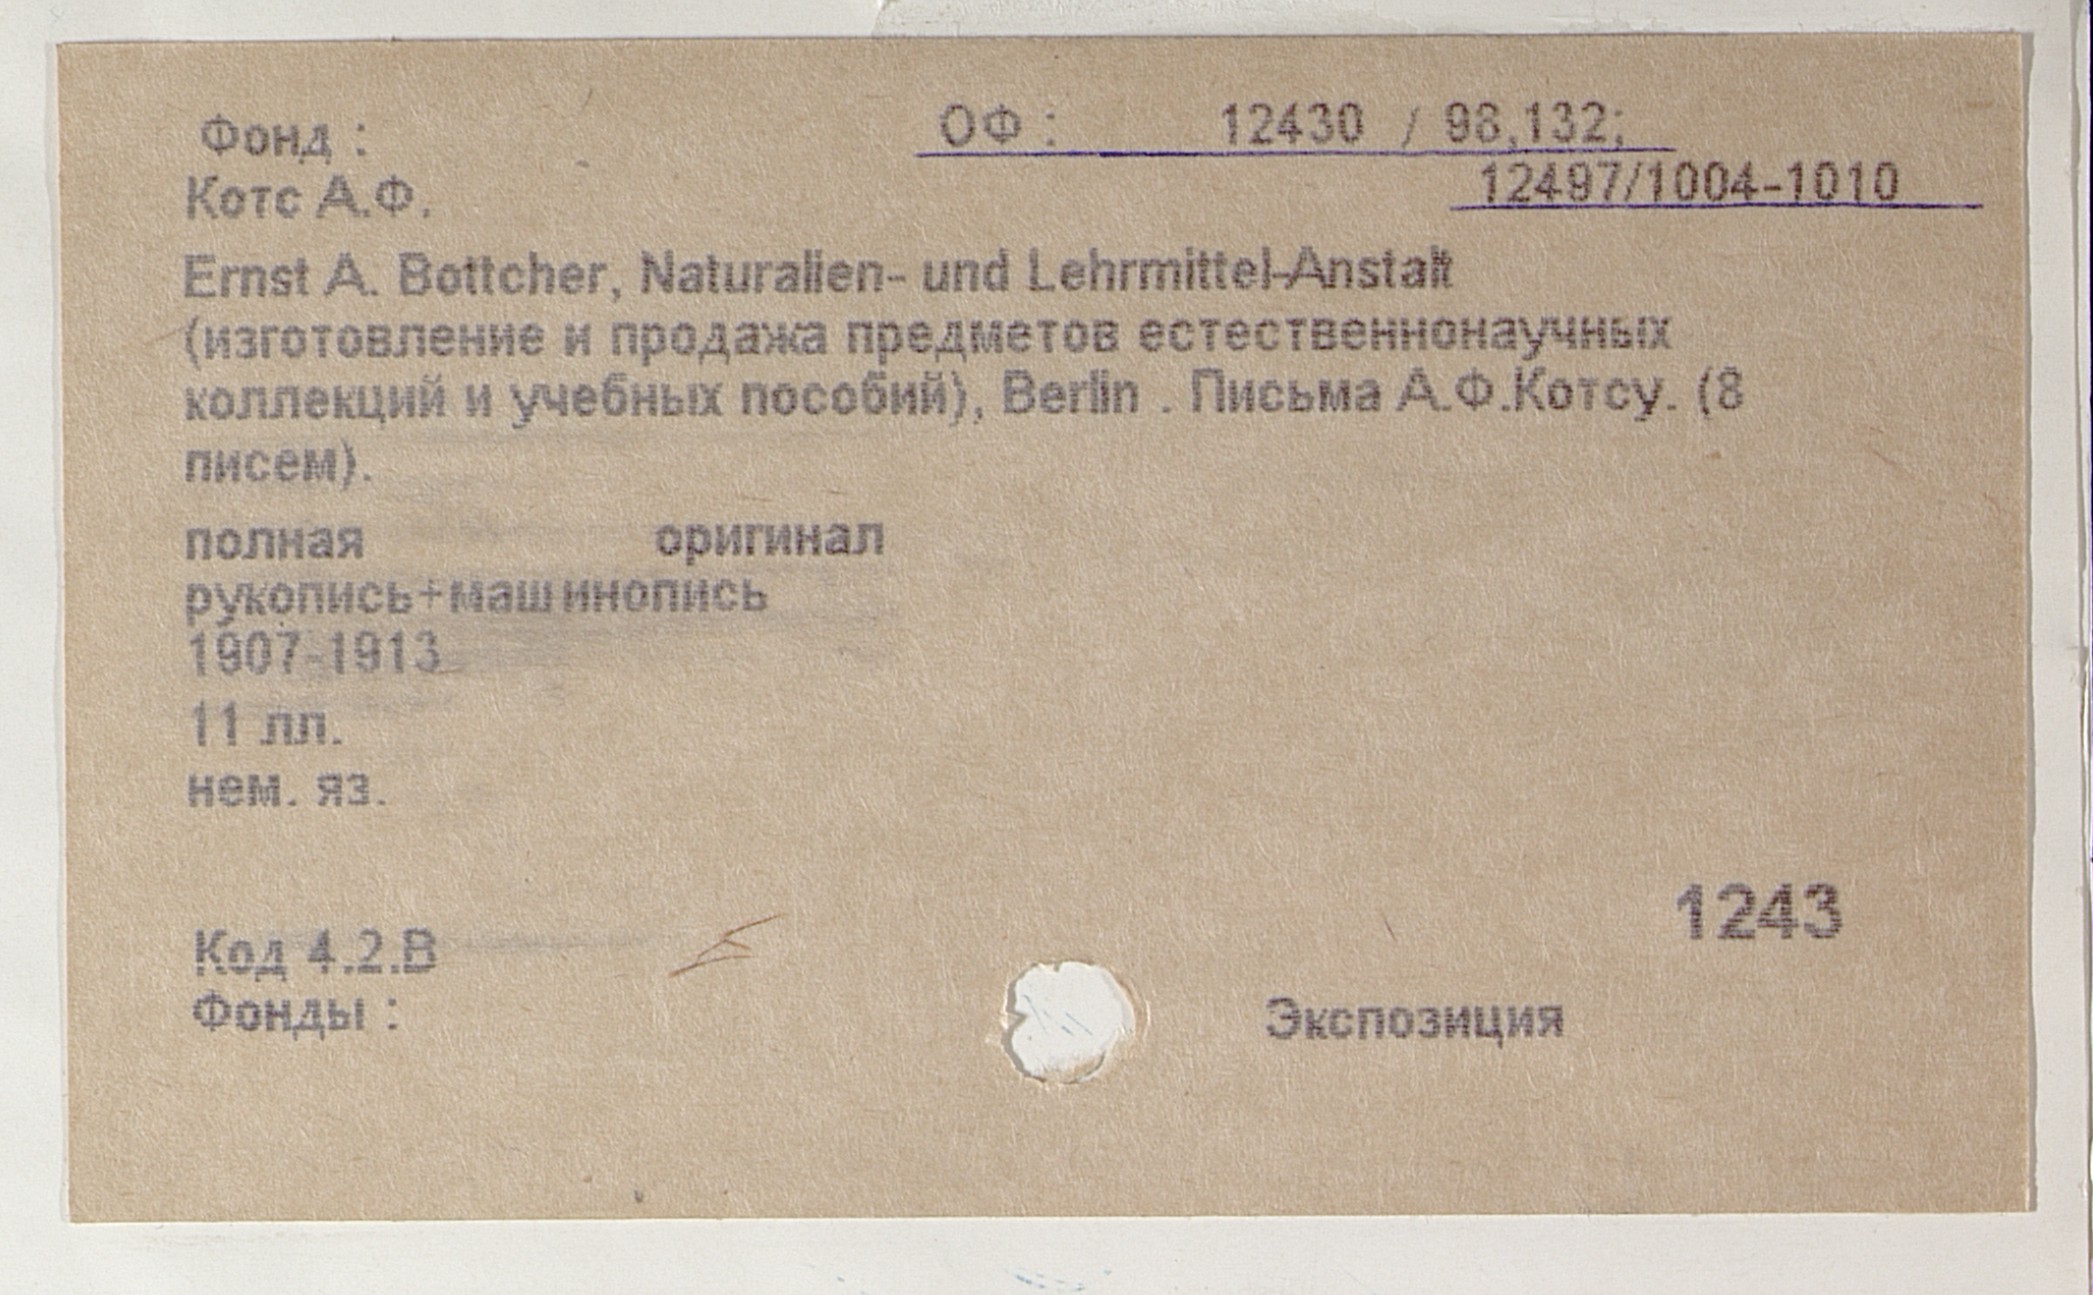 Фонд :
ОФ : 12430 / 98,132;
12497/1004-1010
Котс А.Ф.
Ernst A. Bottcher, Naturalien- und Lehrmittel-Anstalt
(изготовление и продажа предметов естественнонаучных
коллекций и учебных пособий), Berlin . Письма А.Ф.Котсу. (8
писем).
полная оригинал
рукопись+машинопись
1907-1913
11 лл.
нем. яз.
1243
Код 4.2.В
Фонды : Экспозиция